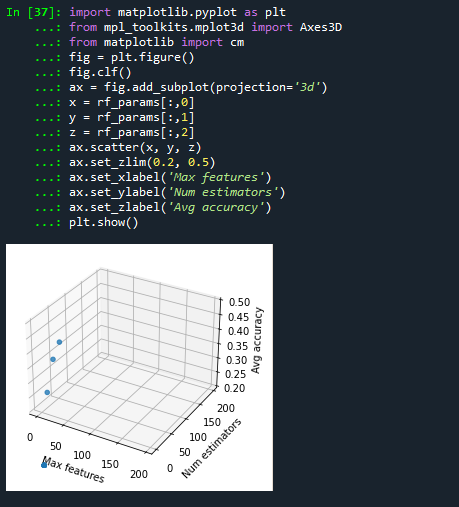 In [37]: import matplotlib.pyplot as plt
...: from mpl_toolkits.mplot3d import Axes3D
...: from matplotlib import cm
...: fig = plt.figure()
...: fig.clf()
...: ax = fig.add_subplot(projection='3d')
...: x = rf_params[:,0]
...: y = rf_params[:,1]
...: z = rf_params[:,2]
...: ax.scatter(x, y, z)
...: ax.set_zlim(0.2, 0.5)
...: ax.set_xlabel('Max features')
...: ax.set_ylabel('Num estimators')
...: ax.set_zlabel('Avg accuracy')
...: plt.show()
0.50
0.45
0.40
0.35
0.30
0.25
0.20
Avg accuracy
0
50
100
150
200
Max features
0
50
100
150
200
Num estimators